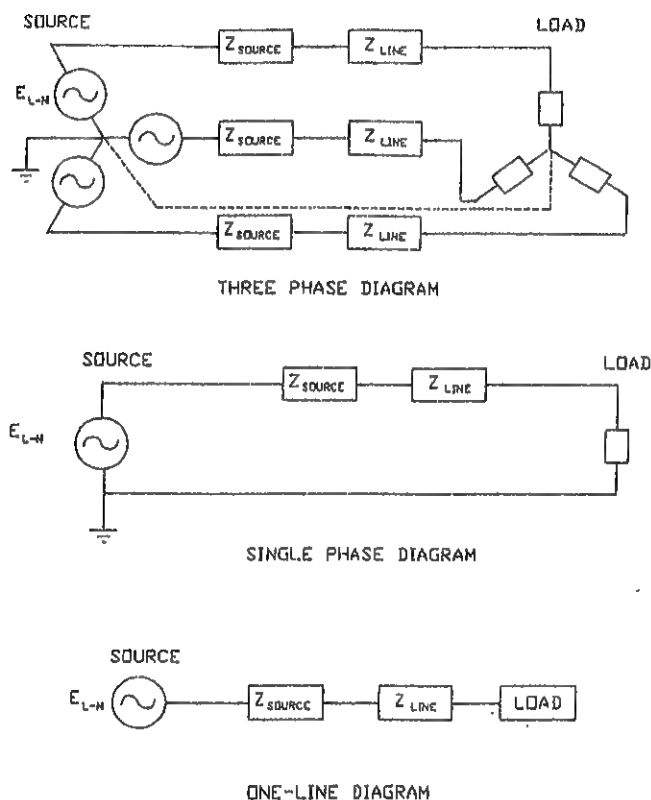 SOURCE
LOAD
Z SOURCE
Z LINE
E L-N
Z SOURCE
Z LINE
Z SOURCE
Z LINE
THREE PHASE DIAGRAM
SOURCE
LOAD
Z SOURCE
Z LINE
E L-N
SINGLE PHASE DIAGRAM
SOURCE
E L-N
Z SOURCE
Z LINE
LOAD
ONE-LINE DIAGRAM